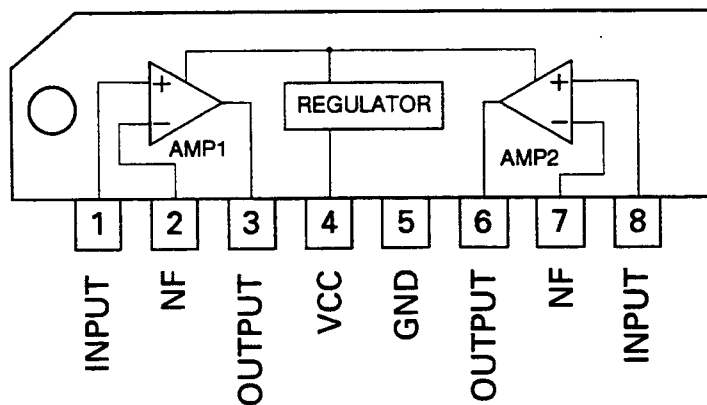 +
−
AMP1
REGULATOR
+
−
AMP2
1 2 3 4 5 6 7 8
INPUT
NF
OUTPUT
VCC
GND
OUTPUT
NF
INPUT